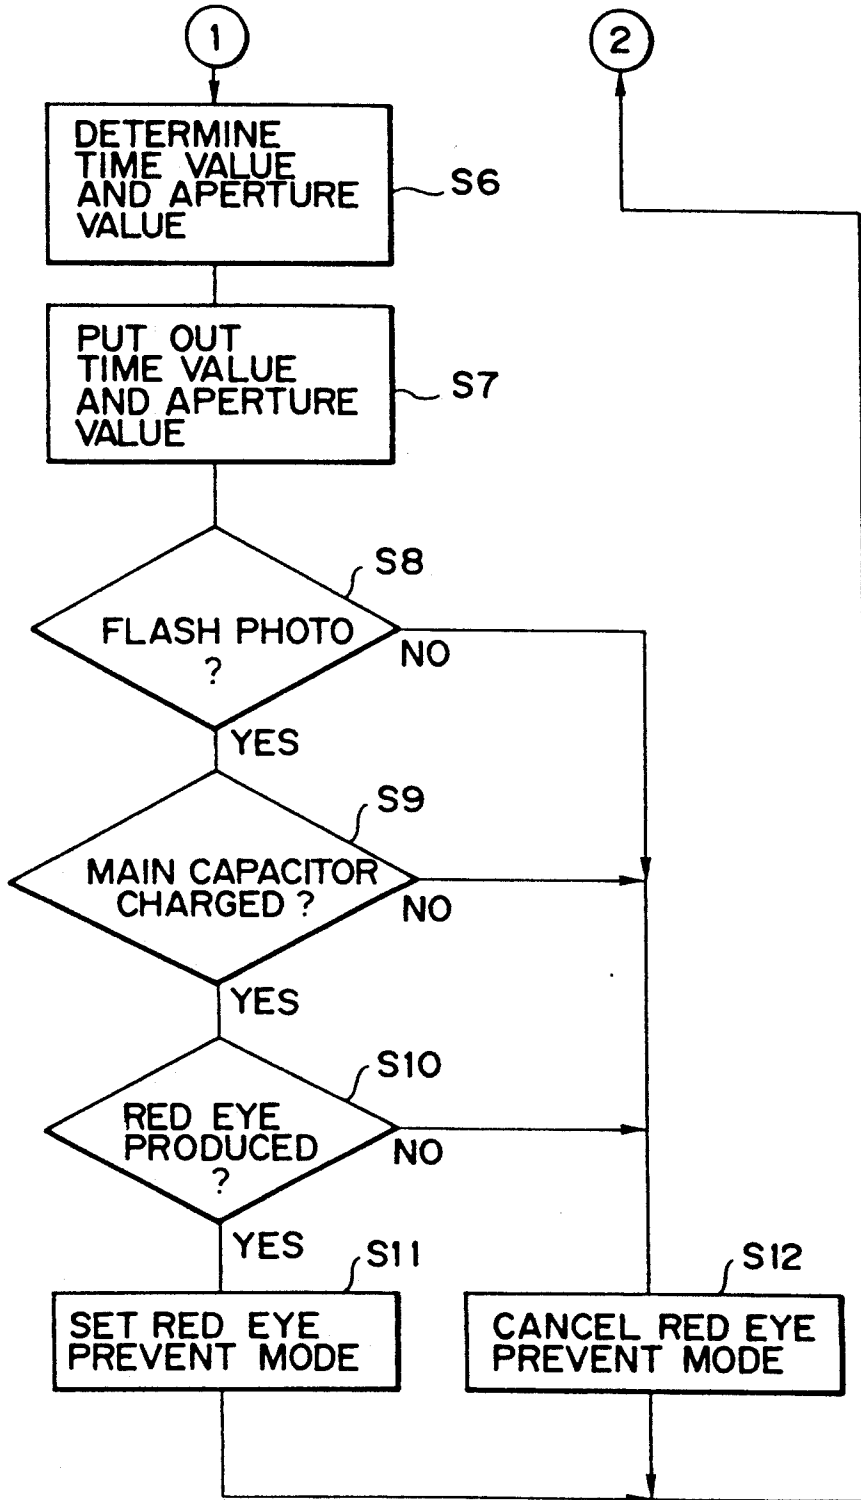 1
2
DETERMINE
TIME VALUE
AND APERTURE
VALUE
S6
PUT OUT
TIME VALUE
AND APERTURE
VALUE
S7
S8
FLASH PHOTO
?
NO
YES
S9
MAIN CAPACITOR
CHARGED ?
NO
YES
S10
RED EYE
PRODUCED
?
NO
YES
S11
SET RED EYE
PREVENT MODE
S12
CANCEL RED EYE
PREVENT MODE